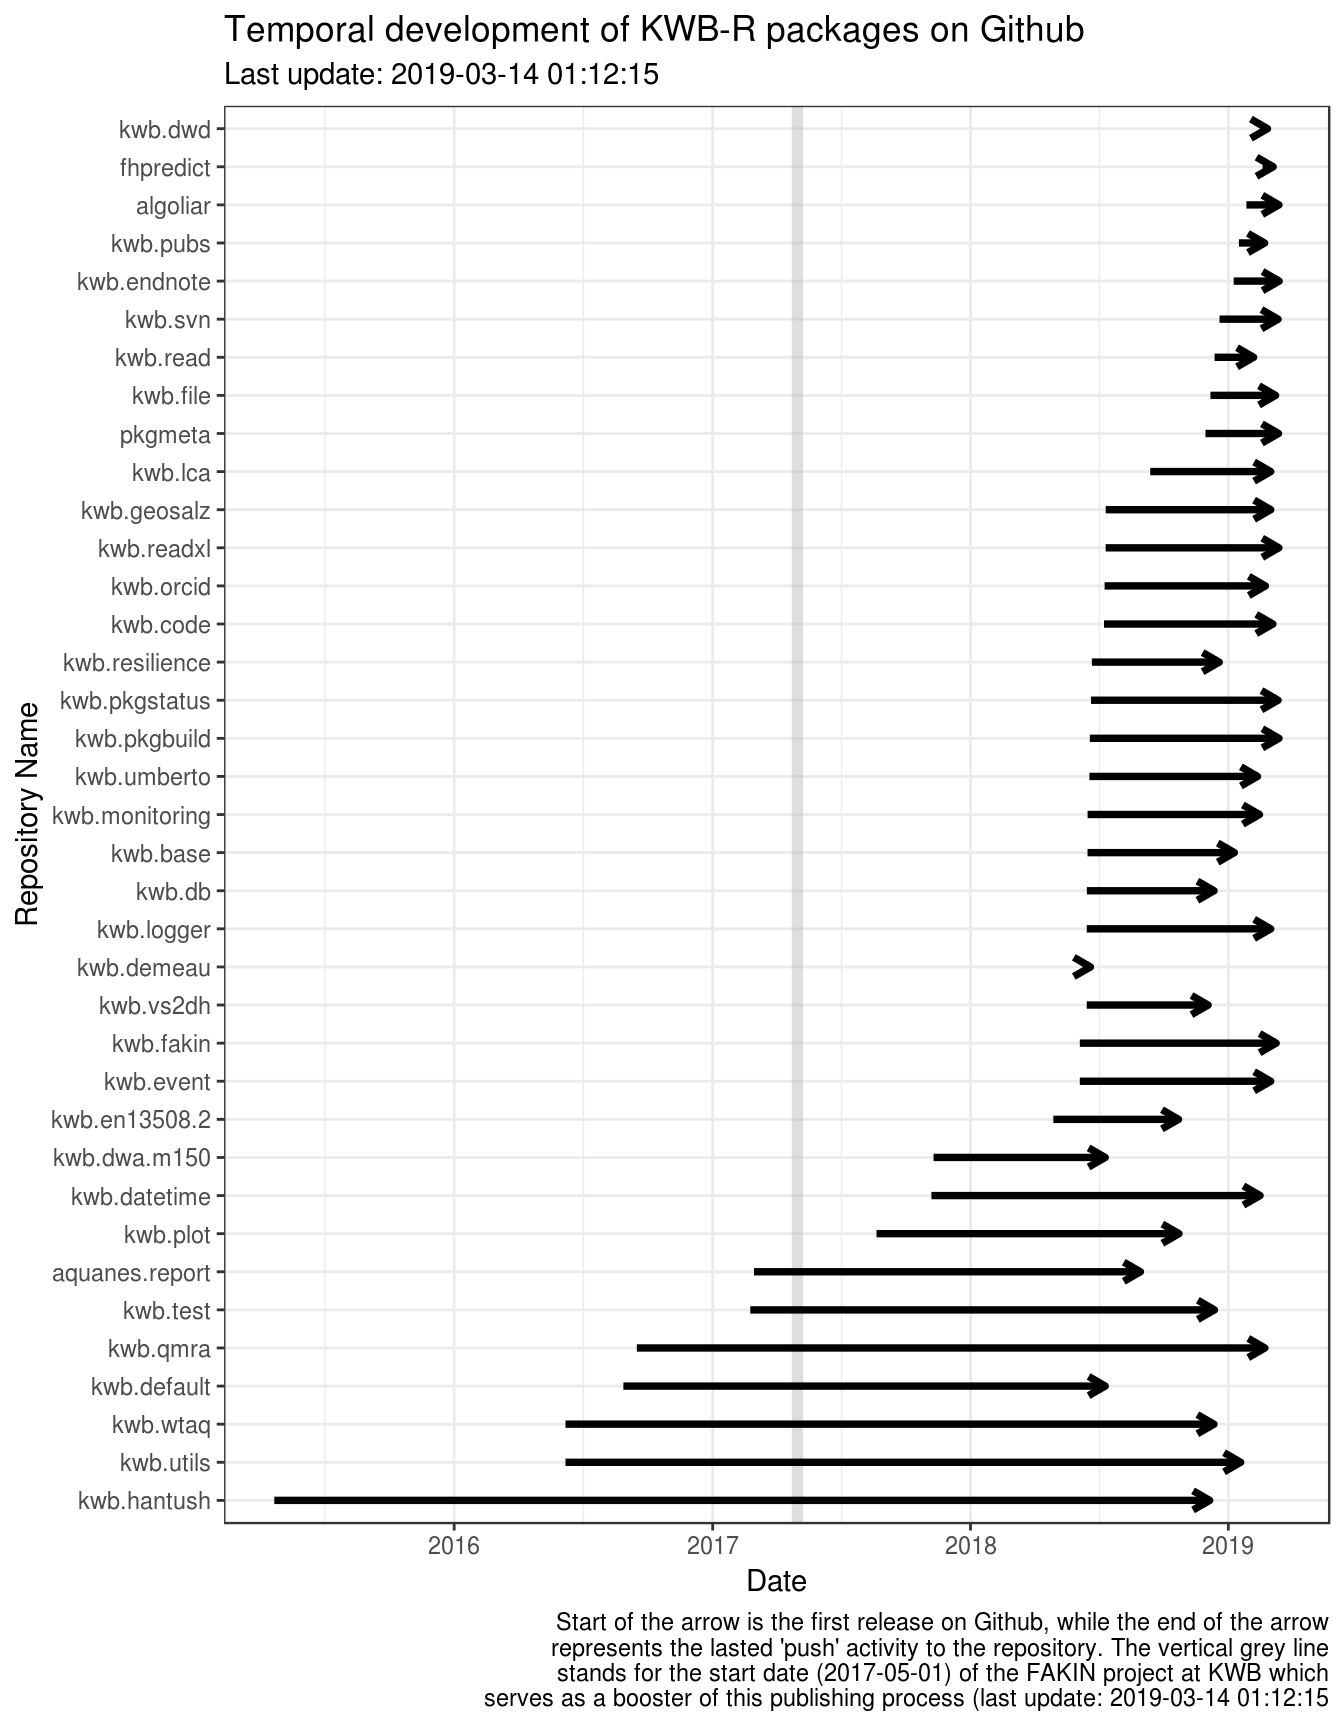 Temporal development of KWB-R packages on Github
Last update: 2019-03-14 01:12:15
kwb.dwd
fhpredict
algoliar
kwb.pubs
kwb.endnote
kwb.svn
kwb.read
kwb.file
pkgmeta
kwb.lca
kwb.geosalz
kwb.readxl
kwb.orcid
kwb.code
kwb.resilience
kwb.pkgstatus
kwb.pkgbuild
kwb.umberto
kwb.monitoring
kwb.base
kwb.db
kwb.logger
kwb.demeau
kwb.vs2dh
kwb.fakin
kwb.event
kwb.en13508.2
kwb.dwa.m150
kwb.datetime
kwb.plot
aquanes.report
kwb.test
kwb.qmra
kwb.default
kwb.wtaq
kwb.utils
kwb.hantush
Repository Name
2016 2017 2018 2019
Date
Start of the arrow is the first release on Github, while the end of the arrow
represents the lasted 'push' activity to the repository. The vertical grey line
stands for the start date (2017-05-01) of the FAKIN project at KWB which
serves as a booster of this publishing process (last update: 2019-03-14 01:12:15